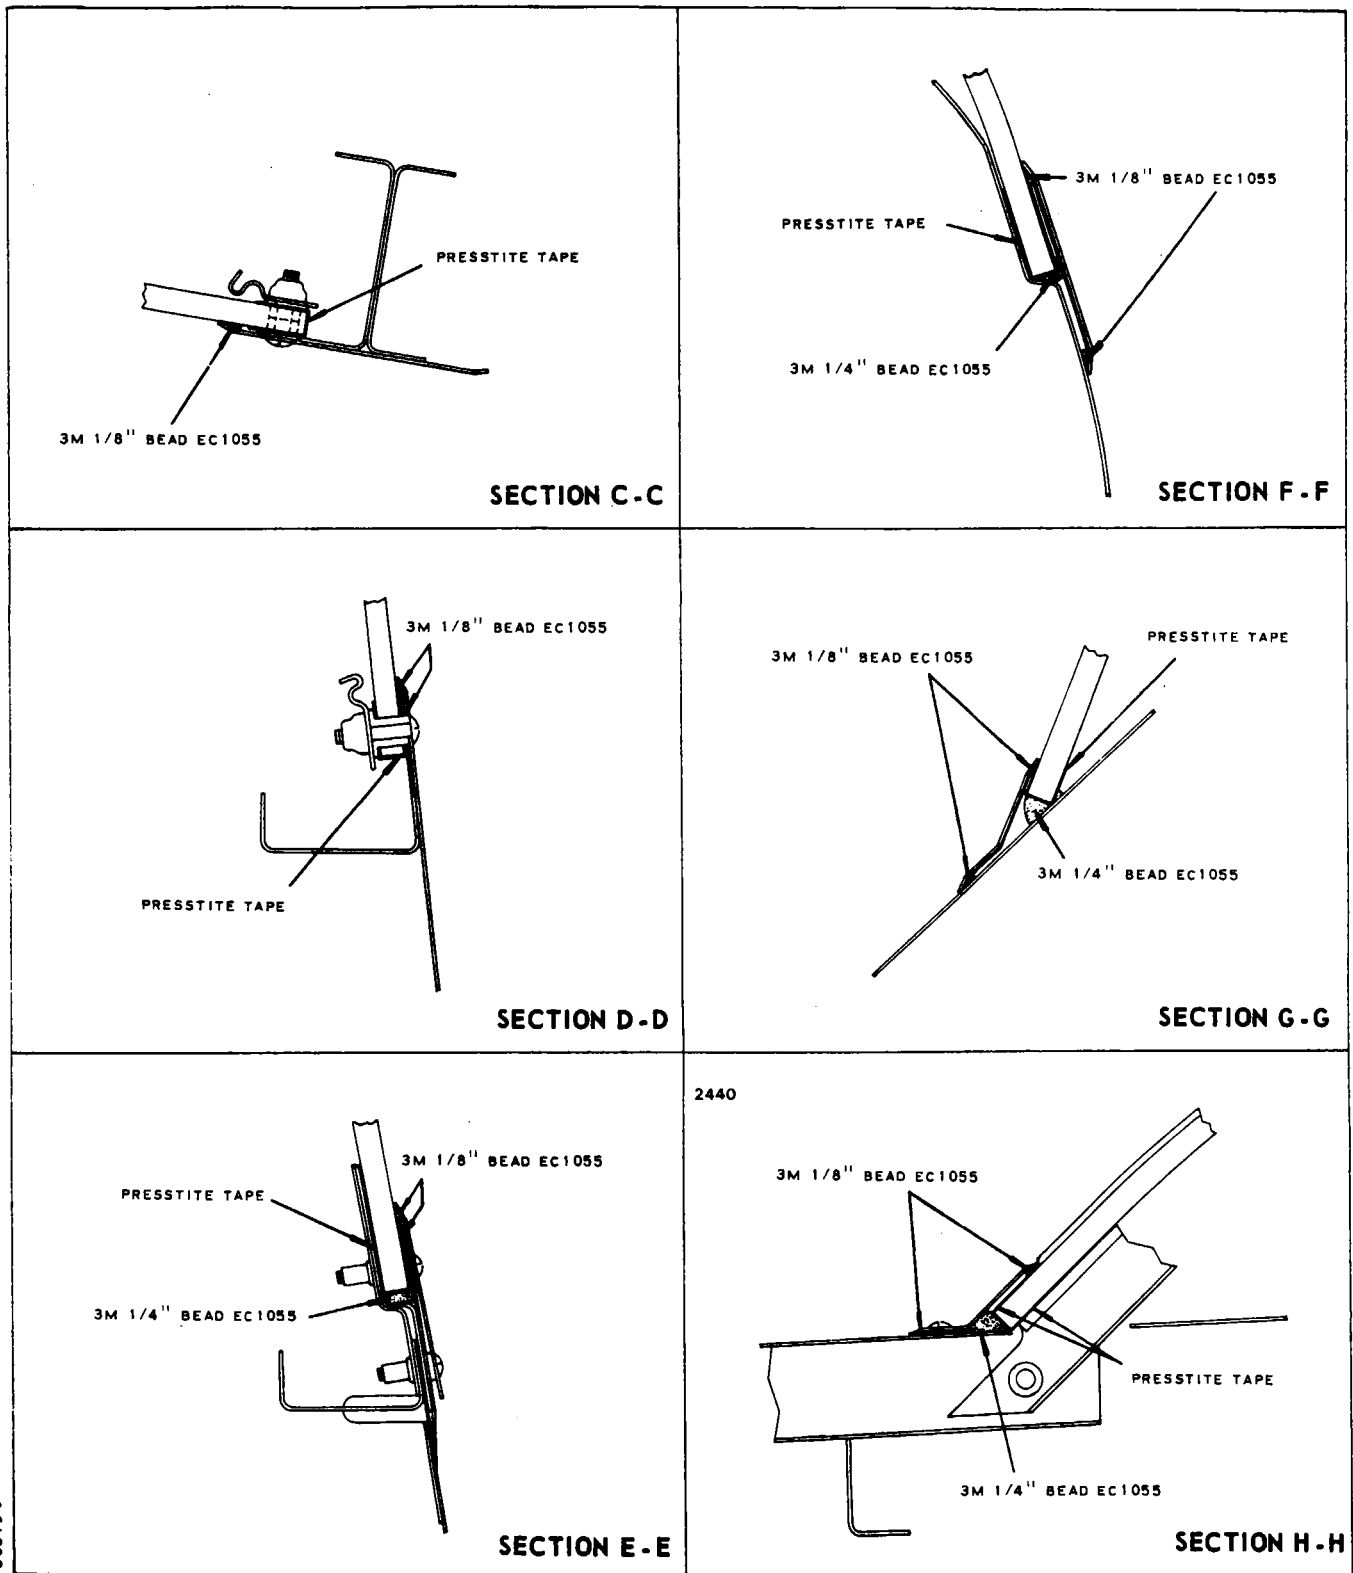 PRESSTITE TAPE
3M 1/8" BEAD EC1055
SECTION C-C
3M 1/8" BEAD EC1055
PRESSTITE TAPE
3M 1/4" BEAD EC1055
SECTION F-F
3M 1/8" BEAD EC1055
PRESSTITE TAPE
SECTION D-D
PRESSTITE TAPE
3M 1/8" BEAD EC1055
3M 1/4" BEAD EC1055
SECTION G-G
3M 1/8" BEAD EC1055
PRESSTITE TAPE
3M 1/4" BEAD EC1055
SECTION E-E
2440
3M 1/8" BEAD EC1055
PRESSTITE TAPE
3M 1/4" BEAD EC1055
SECTION H-H